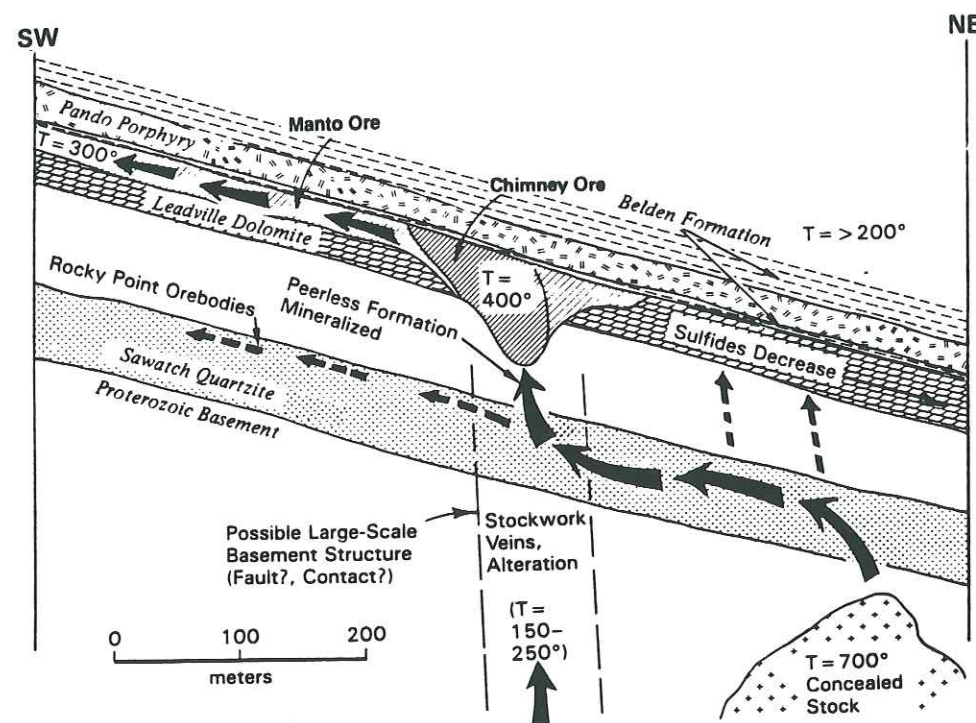 SW
NE
Pando Porphyry
Manto Ore
T = 300°
Chimney Ore
Belden Formation
T = >200°
Leadville Dolomite
T =
400°
Rocky Point Orebodies
Peerless Formation
Mineralized
Sulfides Decrease
Sawatch Quartzite
Proterozoic Basement
Possible Large-Scale
Basement Structure
(Fault?, Contact?)
Stockwork
Veins,
Alteration
(T =
150–
250°)
0 100 200
meters
T = 700°
Concealed
Stock